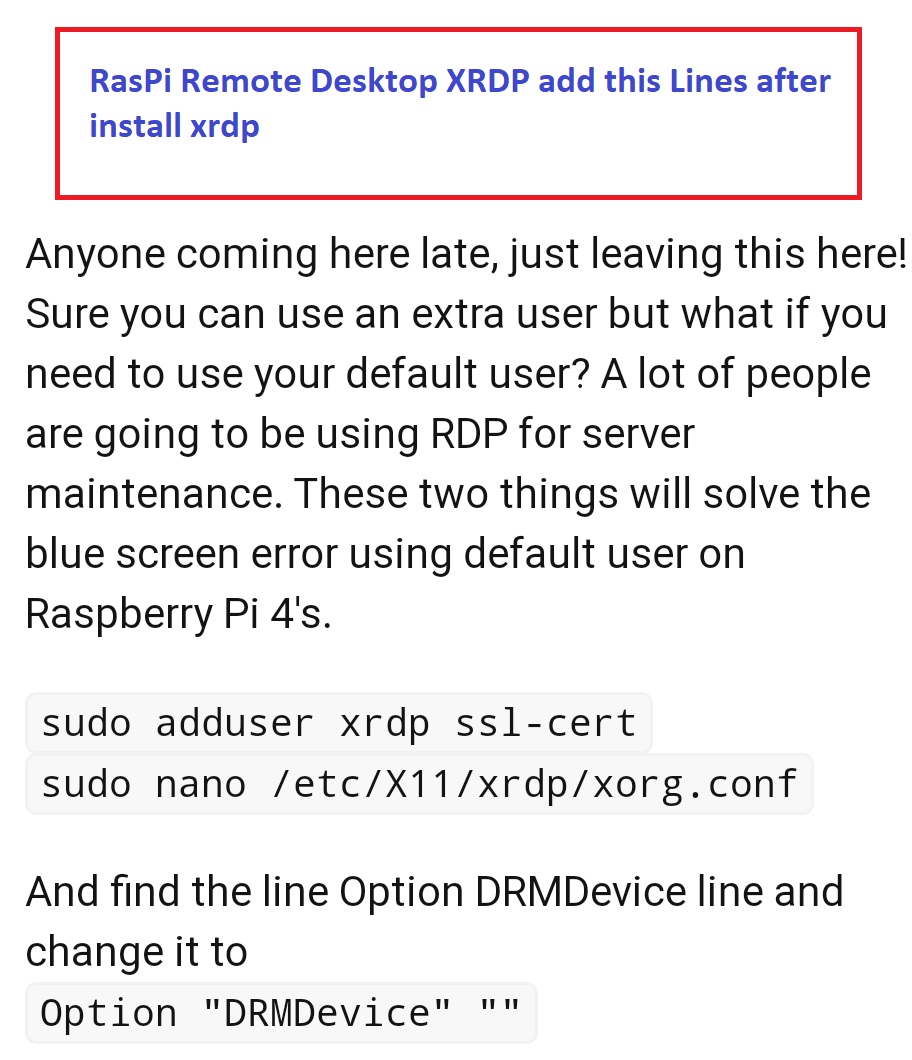 RasPi Remote Desktop XRDP add this Lines after
install xrdp
Anyone coming here late, just leaving this here!
Sure you can use an extra user but what if you
need to use your default user? A lot of people
are going to be using RDP for server
maintenance. These two things will solve the
blue screen error using default user on
Raspberry Pi 4's.
sudo adduser xrdp ssl-cert
sudo nano /etc/X11/xrdp/xorg.conf
And find the line Option DRMDevice line and
change it to
Option "DRMDevice" ""